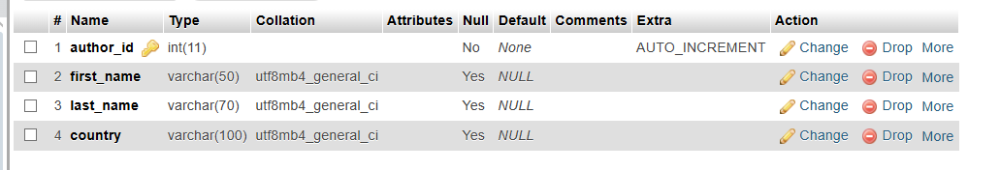 # Name Type Collation Attributes Null Default Comments Extra Action
1 author_id int(11) No None AUTO_INCREMENT Change Drop More
2 first_name varchar(50) utf8mb4_general_ci Yes NULL Change Drop More
3 last_name varchar(70) utf8mb4_general_ci Yes NULL Change Drop More
4 country varchar(100) utf8mb4_general_ci Yes NULL Change Drop More